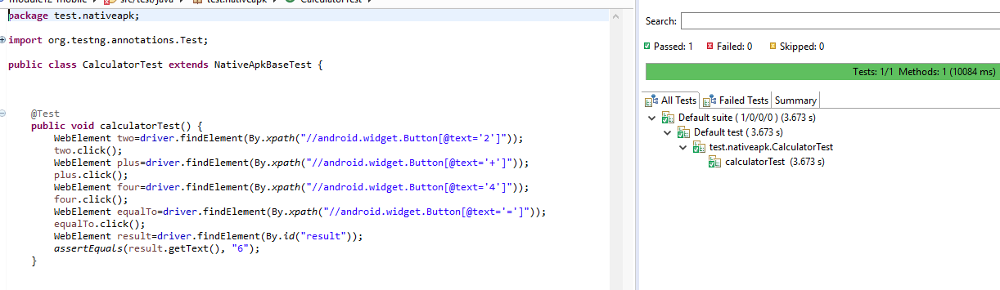 module12-mobile src/test/java test.nativeapk CalculatorTest
package test.nativeapk;
import org.testng.annotations.Test;
public class CalculatorTest extends NativeApkBaseTest {
@Test
public void calculatorTest() {
WebElement two=driver.findElement(By.xpath("//android.widget.Button[@text='2']"));
two.click();
WebElement plus=driver.findElement(By.xpath("//android.widget.Button[@text='+']"));
plus.click();
WebElement four=driver.findElement(By.xpath("//android.widget.Button[@text='4']"));
four.click();
WebElement equalTo=driver.findElement(By.xpath("//android.widget.Button[@text='=']"));
equalTo.click();
WebElement result=driver.findElement(By.id("result"));
assertEquals(result.getText(), "6");
}
Search:
Passed: 1 Failed: 0 Skipped: 0
Tests: 1/1 Methods: 1 (10084 ms)
All Tests Failed Tests Summary
Default suite ( 1/0/0/0 ) (3.673 s)
Default test ( 3.673 s)
test.nativeapk.CalculatorTest
calculatorTest (3.673 s)